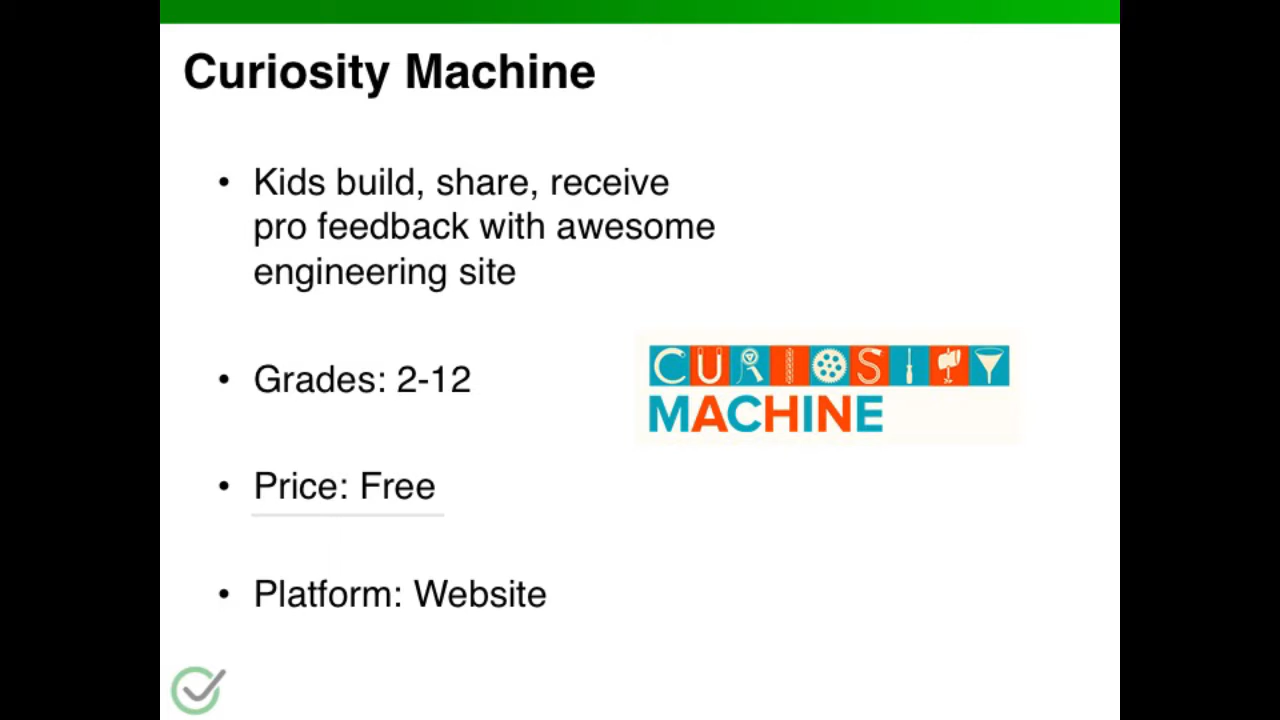 Curiosity Machine
• Kids build, share, receive
pro feedback with awesome
engineering site
• Grades: 2-12
CURIOSITY
MACHINE
• Price: Free
• Platform: Website